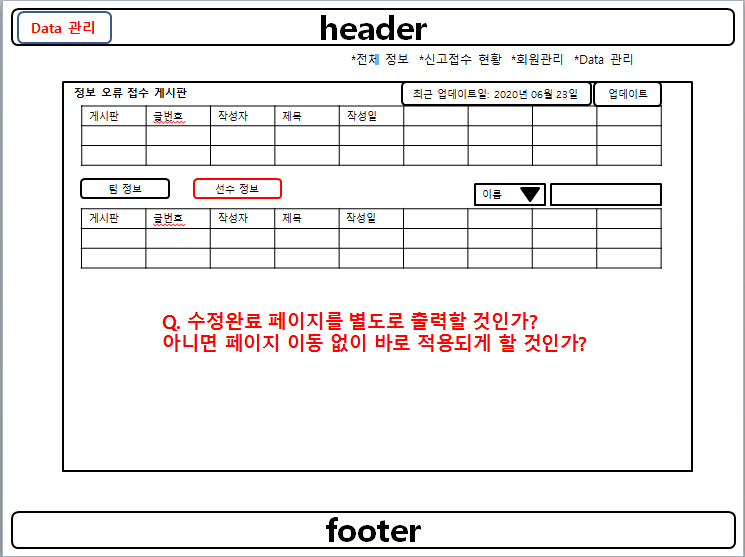 Data 관리
header
*전체 정보 *신고접수 현황 *회원관리 *Data 관리
정보 오류 접수 게시판
최근 업데이트일: 2020년 06월 23일
업데이트
게시판 글번호 작성자 제목 작성일
팀 정보
선수 정보
이름
게시판 글번호 작성자 제목 작성일
Q. 수정완료 페이지를 별도로 출력할 것인가?
아니면 페이지 이동 없이 바로 적용되게 할 것인가?
footer